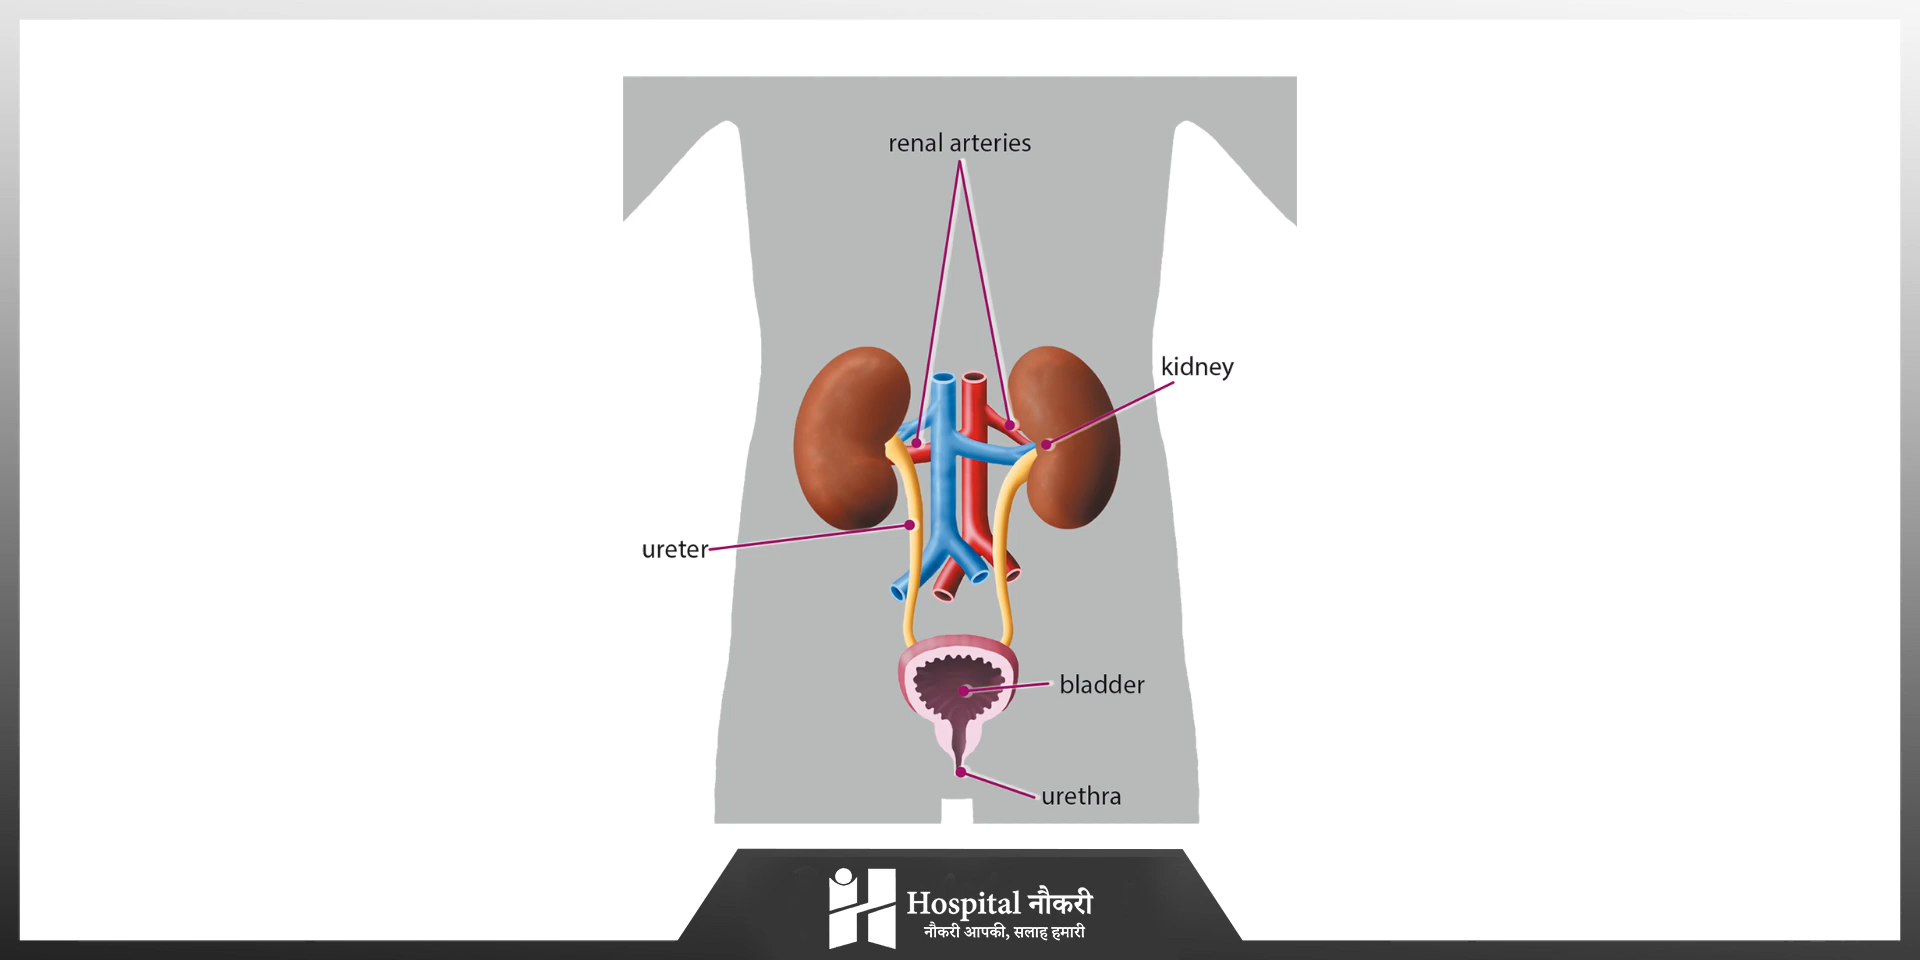 renal arteries
kidney
ureter
bladder
urethra
Hospital नौकरी
नौकरी आपकी, सलाह हमारी